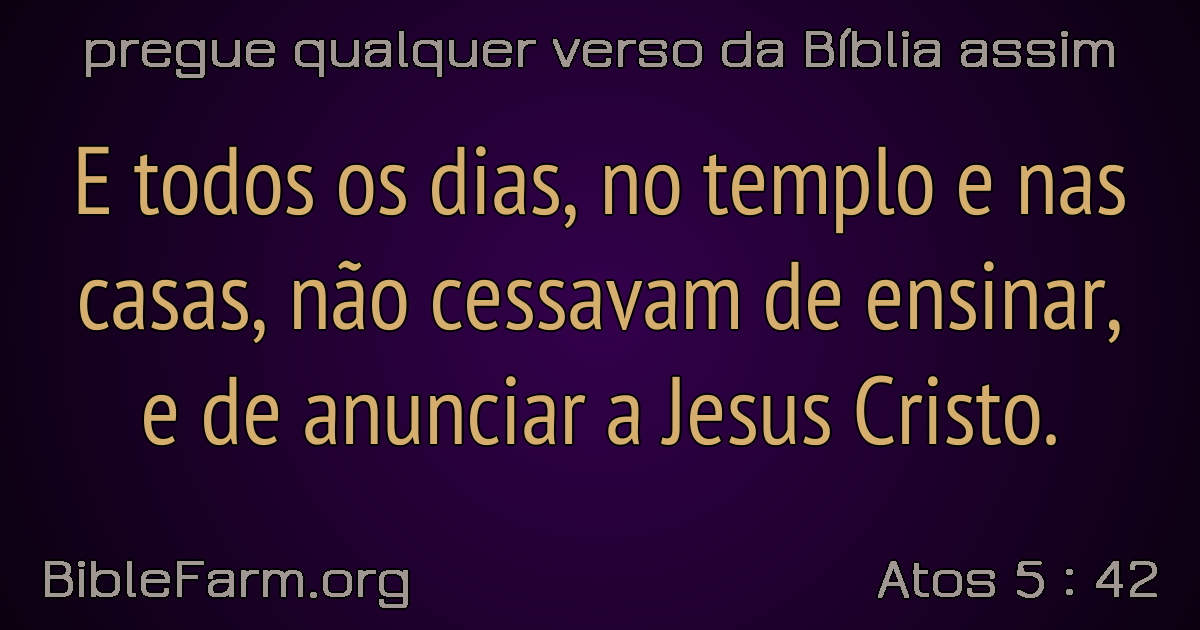 pregue qualquer verso da Bíblia assim
E todos os dias, no templo e nas
casas, não cessavam de ensinar,
e de anunciar a Jesus Cristo.
BibleFarm.org
Atos 5 : 42